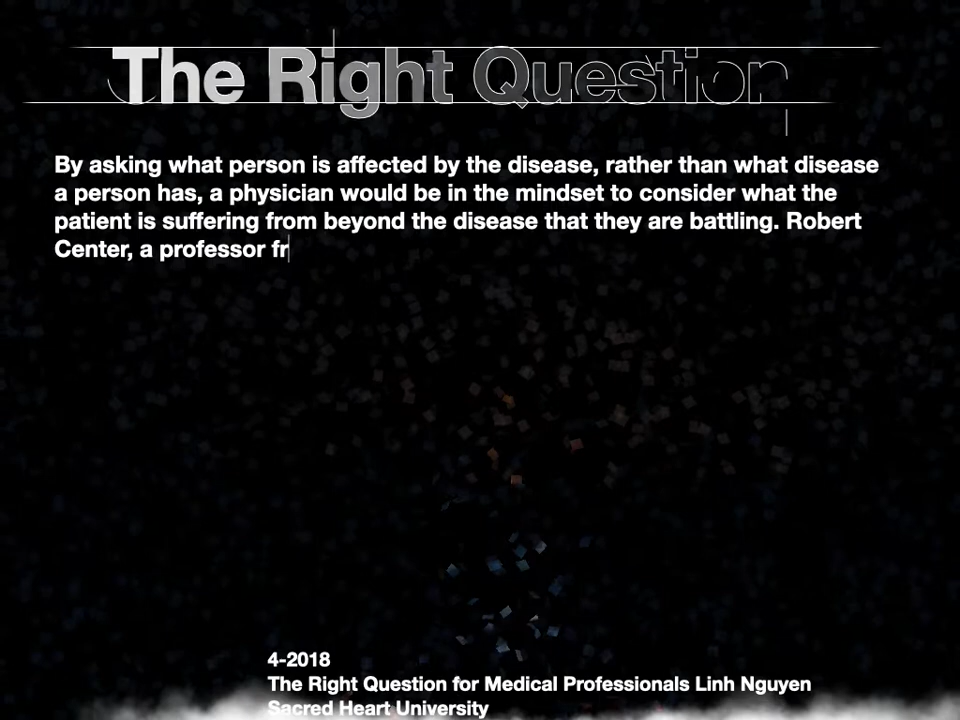 The Right Question
By asking what person is affected by the disease, rather than what disease
a person has, a physician would be in the mindset to consider what the
patient is suffering from beyond the disease that they are battling. Robert
Center, a professor fr
4-2018
The Right Question for Medical Professionals Linh Nguyen
Sacred Heart University